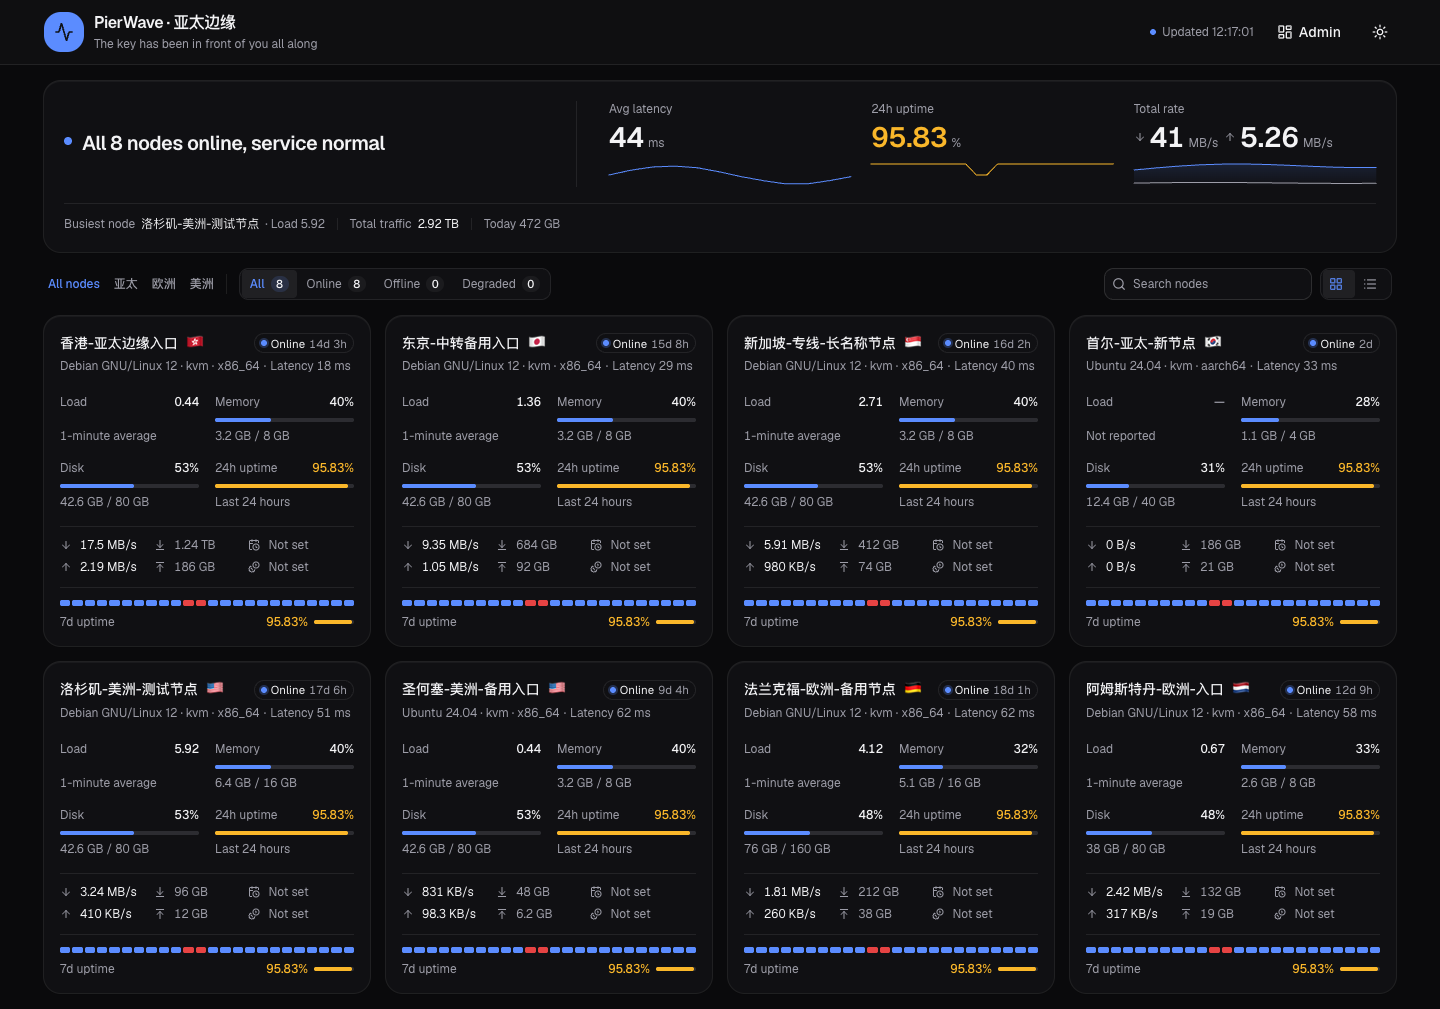 PierWave · 亚太边缘
The key has been in front of you all along
Updated 12:17:01
Admin
All 8 nodes online, service normal
Avg latency
44 ms
24h uptime
95.83 %
Total rate
↓ 41 MB/s ↑ 5.26 MB/s
Busiest node 洛杉矶-美洲-测试节点 · Load 5.92
Total traffic 2.92 TB
Today 472 GB
All nodes 亚太 欧洲 美洲
All 8 Online 8 Offline 0 Degraded 0
Search nodes
香港-亚太边缘入口 🇭🇰 Online 14d 3h
Debian GNU/Linux 12 · kvm · x86_64 · Latency 18 ms
Load 0.44 Memory 40%
1-minute average 3.2 GB / 8 GB
Disk 53% 24h uptime 95.83%
42.6 GB / 80 GB Last 24 hours
↓ 17.5 MB/s 1.24 TB Not set
↑ 2.19 MB/s 186 GB Not set
7d uptime 95.83%
东京-中转备用入口 🇯🇵 Online 15d 8h
Debian GNU/Linux 12 · kvm · x86_64 · Latency 29 ms
Load 1.36 Memory 40%
1-minute average 3.2 GB / 8 GB
Disk 53% 24h uptime 95.83%
42.6 GB / 80 GB Last 24 hours
↓ 9.35 MB/s 684 GB Not set
↑ 1.05 MB/s 92 GB Not set
7d uptime 95.83%
新加坡-专线-长名称节点 🇸🇬 Online 16d 2h
Debian GNU/Linux 12 · kvm · x86_64 · Latency 40 ms
Load 2.71 Memory 40%
1-minute average 3.2 GB / 8 GB
Disk 53% 24h uptime 95.83%
42.6 GB / 80 GB Last 24 hours
↓ 5.91 MB/s 412 GB Not set
↑ 980 KB/s 74 GB Not set
7d uptime 95.83%
首尔-亚太-新节点 🇰🇷 Online 2d
Ubuntu 24.04 · kvm · aarch64 · Latency 33 ms
Load — Memory 28%
Not reported 1.1 GB / 4 GB
Disk 31% 24h uptime 95.83%
12.4 GB / 40 GB Last 24 hours
↓ 0 B/s 186 GB Not set
↑ 0 B/s 21 GB Not set
7d uptime 95.83%
洛杉矶-美洲-测试节点 🇺🇸 Online 17d 6h
Debian GNU/Linux 12 · kvm · x86_64 · Latency 51 ms
Load 5.92 Memory 40%
1-minute average 6.4 GB / 16 GB
Disk 53% 24h uptime 95.83%
42.6 GB / 80 GB Last 24 hours
↓ 3.24 MB/s 96 GB Not set
↑ 410 KB/s 12 GB Not set
7d uptime 95.83%
圣何塞-美洲-备用入口 🇺🇸 Online 9d 4h
Ubuntu 24.04 · kvm · x86_64 · Latency 62 ms
Load 0.44 Memory 40%
1-minute average 3.2 GB / 8 GB
Disk 53% 24h uptime 95.83%
42.6 GB / 80 GB Last 24 hours
↓ 831 KB/s 48 GB Not set
↑ 98.3 KB/s 6.2 GB Not set
7d uptime 95.83%
法兰克福-欧洲-备用节点 🇩🇪 Online 18d 1h
Debian GNU/Linux 12 · kvm · x86_64 · Latency 62 ms
Load 4.12 Memory 32%
1-minute average 5.1 GB / 16 GB
Disk 48% 24h uptime 95.83%
76 GB / 160 GB Last 24 hours
↓ 1.81 MB/s 212 GB Not set
↑ 260 KB/s 38 GB Not set
7d uptime 95.83%
阿姆斯特丹-欧洲-入口 🇳🇱 Online 12d 9h
Debian GNU/Linux 12 · kvm · x86_64 · Latency 58 ms
Load 0.67 Memory 33%
1-minute average 2.6 GB / 8 GB
Disk 48% 24h uptime 95.83%
38 GB / 80 GB Last 24 hours
↓ 2.42 MB/s 132 GB Not set
↑ 317 KB/s 19 GB Not set
7d uptime 95.83%